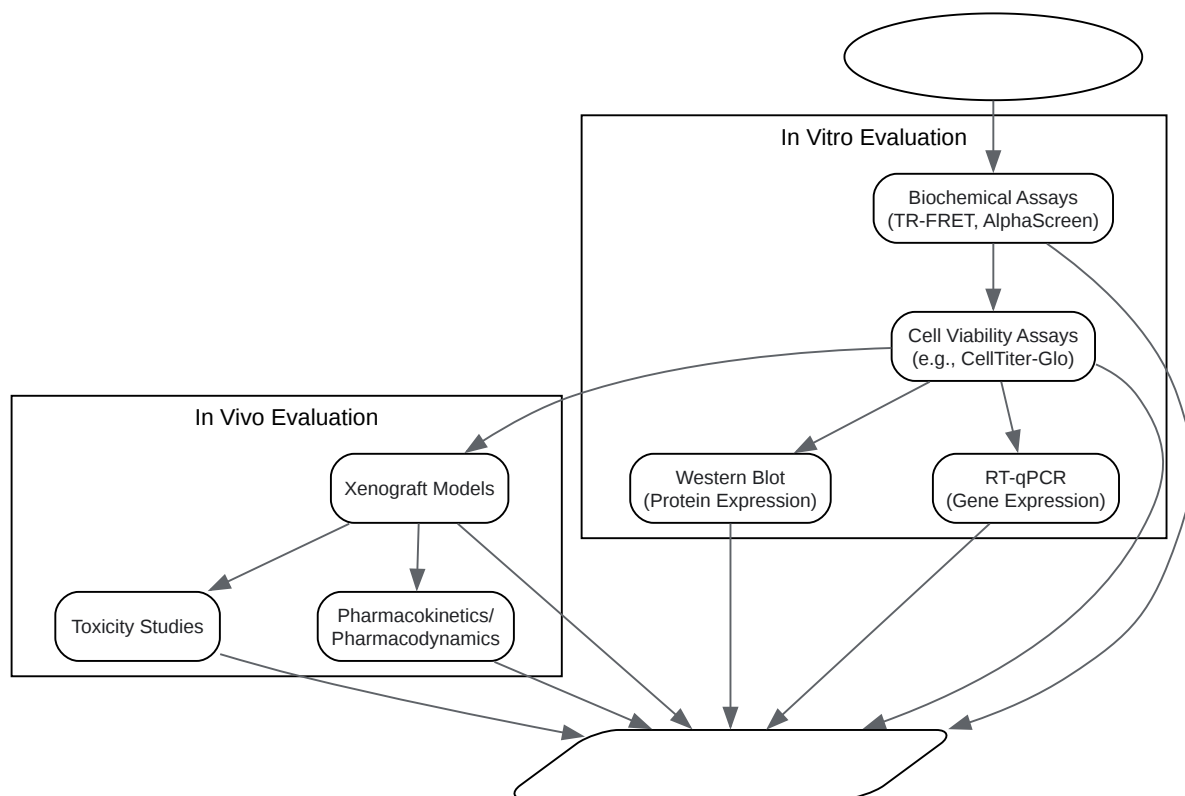 In Vitro Evaluation
Biochemical Assays
(TR-FRET, AlphaScreen)
Cell Viability Assays
(e.g., CellTiter-Glo)
In Vivo Evaluation
Xenograft Models
Western Blot
(Protein Expression)
RT-qPCR
(Gene Expression)
Toxicity Studies
Pharmacokinetics/
Pharmacodynamics